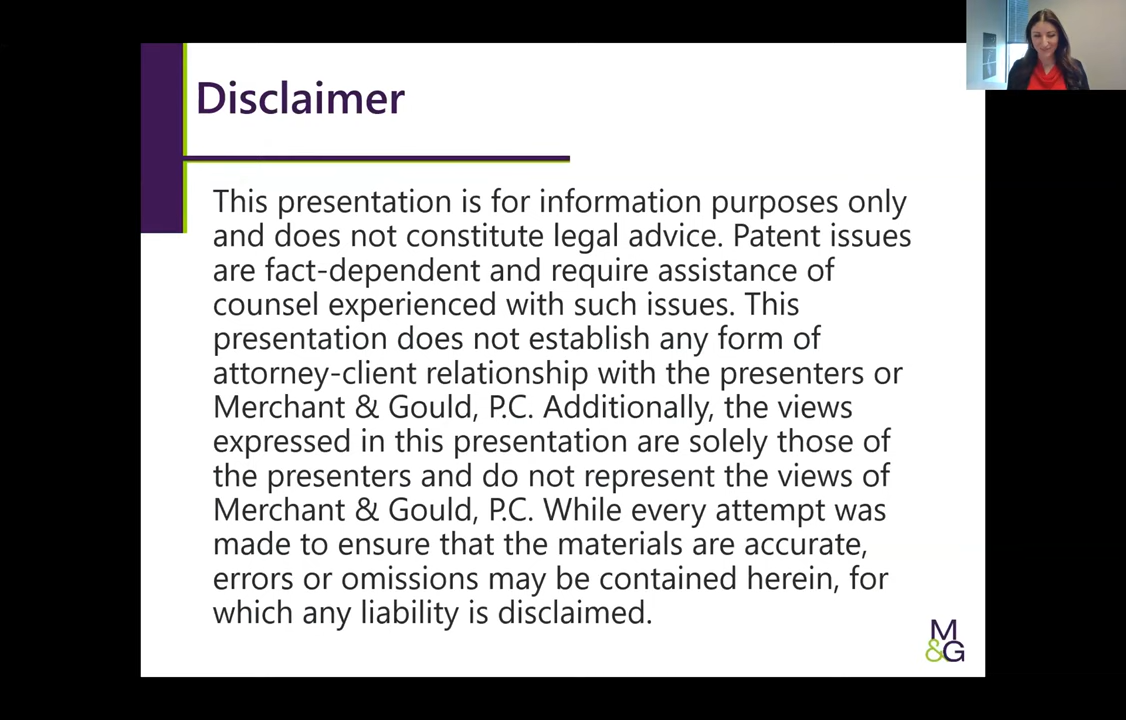 Disclaimer
This presentation is for information purposes only
and does not constitute legal advice. Patent issues
are fact-dependent and require assistance of
counsel experienced with such issues. This
presentation does not establish any form of
attorney-client relationship with the presenters or
Merchant & Gould, P.C. Additionally, the views
expressed in this presentation are solely those of
the presenters and do not represent the views of
Merchant & Gould, P.C. While every attempt was
made to ensure that the materials are accurate,
errors or omissions may be contained herein, for
which any liability is disclaimed.
M
&G